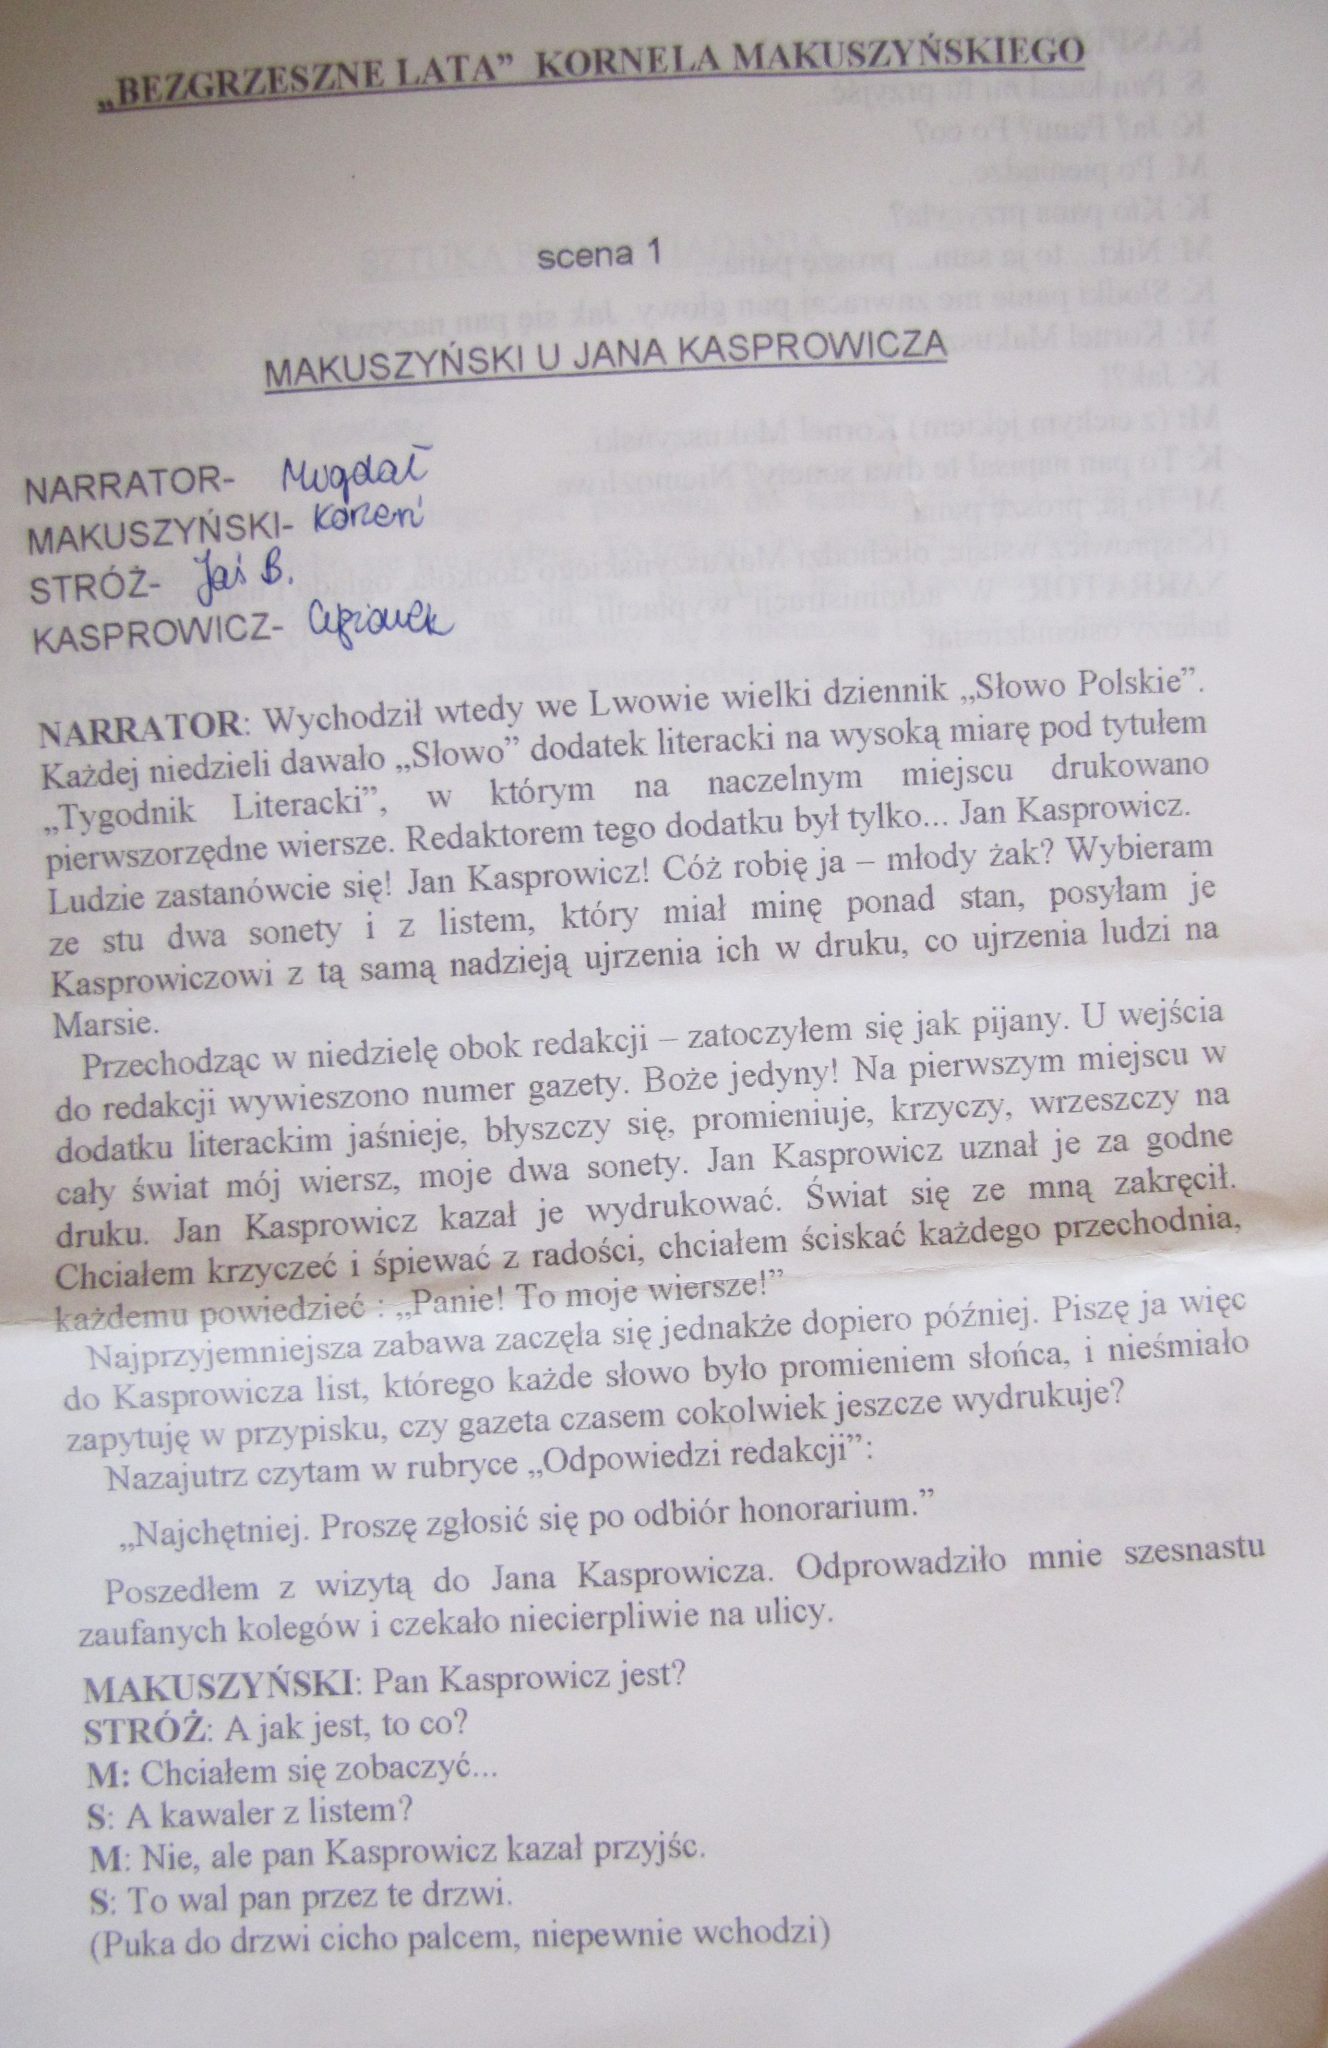 „BEZGRZESZNE LATA” KORNELA MAKUSZYŃSKIEGO
scena 1
MAKUSZYŃSKI U JANA KASPROWICZA
NARRATOR- Mogdał
MAKUSZYŃSKI- Korzeń
STRÓŻ- Jaś B.
KASPROWICZ-
NARRATOR: Wychodził wtedy we Lwowie wielki dziennik „Słowo Polskie”.
Każdej niedzieli dawało „Słowo” dodatek literacki na wysoką miarę pod tytułem
„Tygodnik Literacki”, w którym na naczelnym miejscu drukowano
pierwszorzędne wiersze. Redaktorem tego dodatku był tylko... Jan Kasprowicz.
Ludzie zastanówcie się! Jan Kasprowicz! Cóż robię ja – młody żak? Wybieram
ze stu dwa sonety i z listem, który miał minę ponad stan, posyłam je
Kasprowiczowi z tą samą nadzieją ujrzenia ich w druku, co ujrzenia ludzi na
Marsie.
Przechodząc w niedzielę obok redakcji – zatoczyłem się jak pijany. U wejścia
do redakcji wywieszono numer gazety. Boże jedyny! Na pierwszym miejscu w
dodatku literackim jaśnieje, błyszczy się, promieniuje, krzyczy, wrzeszczy na
cały świat mój wiersz, moje dwa sonety. Jan Kasprowicz uznał je za godne
druku. Jan Kasprowicz kazał je wydrukować. Świat się ze mną zakręcił.
Chciałem krzyczeć i śpiewać z radości, chciałem ściskać każdego przechodnia,
każdemu powiedzieć : „Panie! To moje wiersze!”
Najprzyjemniejsza zabawa zaczęła się jednakże dopiero później. Piszę ja więc
do Kasprowicza list, którego każde słowo było promieniem słońca, i nieśmiało
zapytuję w przypisku, czy gazeta czasem cokolwiek jeszcze wydrukuje?
Nazajutrz czytam w rubryce „Odpowiedzi redakcji”:
„Najchętniej. Proszę zgłosić się po odbiór honorarium.”
Poszedłem z wizytą do Jana Kasprowicza. Odprowadziło mnie szesnastu
zaufanych kolegów i czekało niecierpliwie na ulicy.
MAKUSZYŃSKI: Pan Kasprowicz jest?
STRÓŻ: A jak jest, to co?
M: Chciałem się zobaczyć...
S: A kawaler z listem?
M: Nie, ale pan Kasprowicz kazał przyjśc.
S: To wal pan przez te drzwi.
(Puka do drzwi cicho palcem, niepewnie wchodzi)